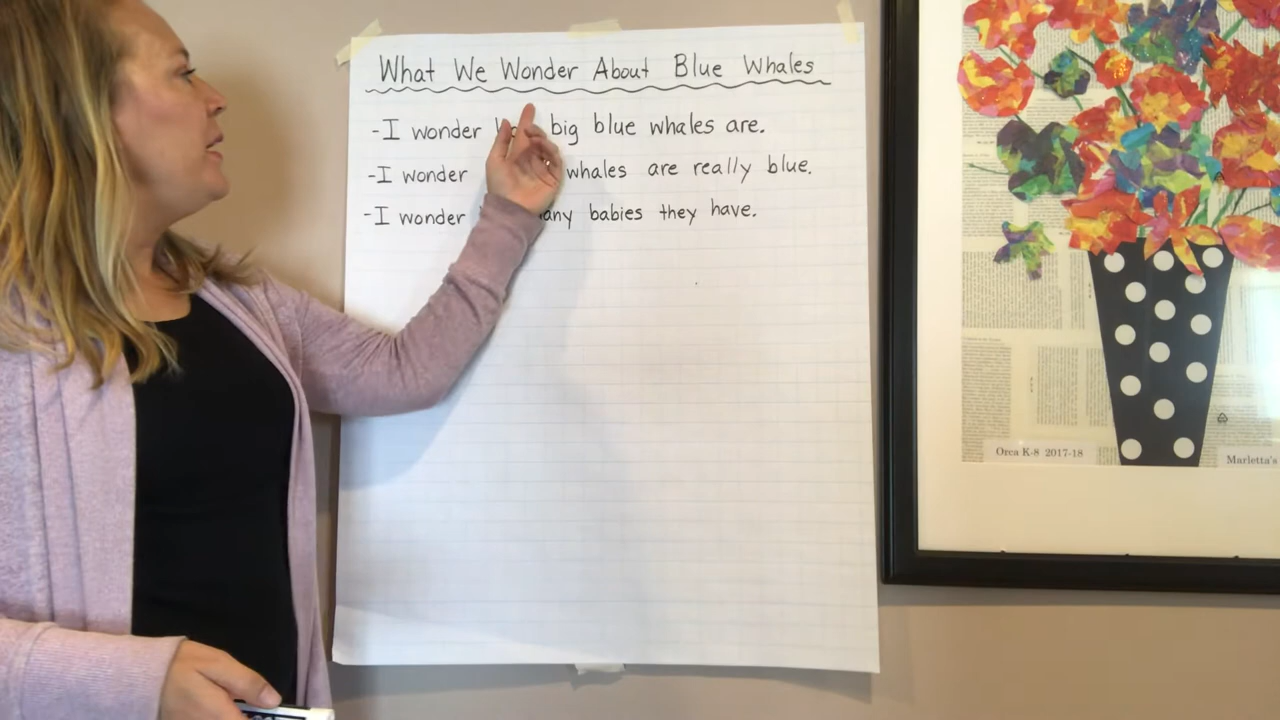 What We Wonder About Blue Whales
-I wonder big blue whales are.
-I wonder whales are really blue.
-I wonder babies they have.
Orca K-8 2017-18
Marletta's